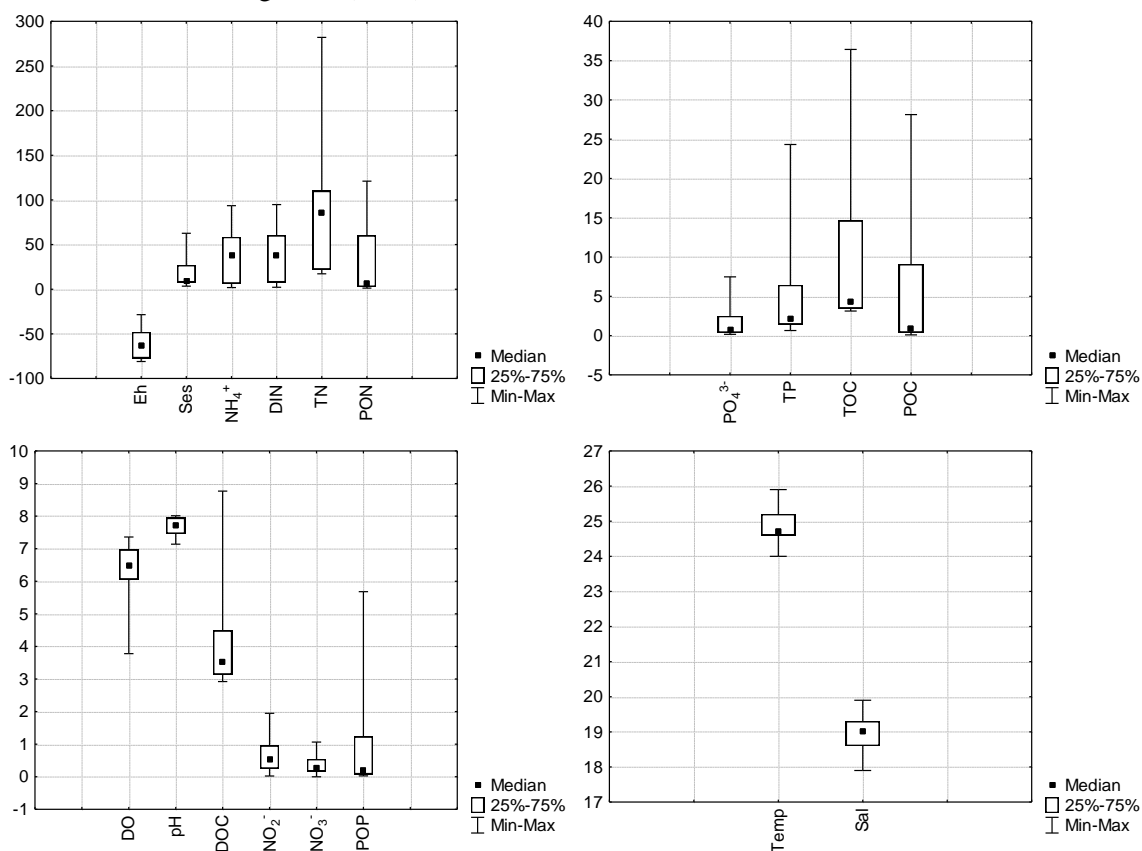 300
250
200
150
100
50
0
-50
-100
Eh
Ses
NH₄⁺
DIN
TN
PON
Median
25%-75%
Min-Max
40
35
30
25
20
15
10
5
0
-5
PO₄³⁻
TP
TOC
POC
Median
25%-75%
Min-Max
10
9
8
7
6
5
4
3
2
1
0
-1
DO
pH
DOC
NO₂⁻
NO₃⁻
POP
Median
25%-75%
Min-Max
27
26
25
24
23
22
21
20
19
18
17
Temp
Sal
Median
25%-75%
Min-Max